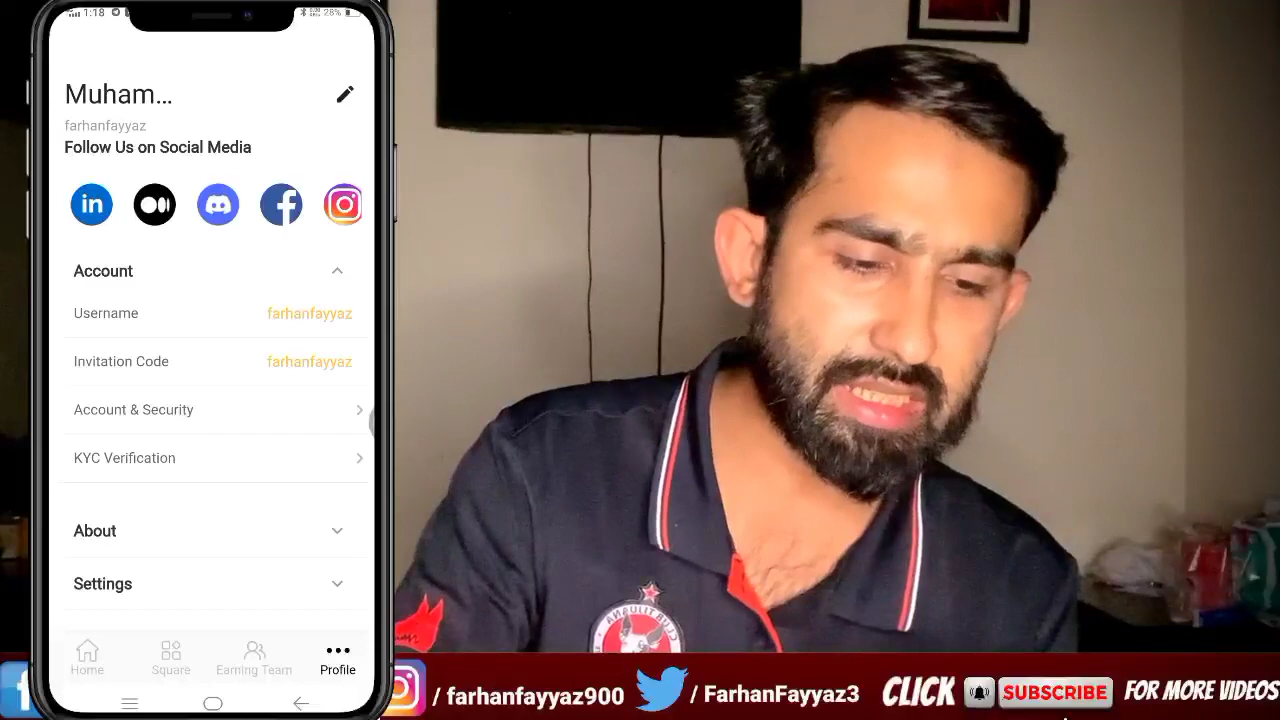 1:18
28%
Muham...
farhanfayyaz
Follow Us on Social Media
in
Account
Username farhanfayyaz
Invitation Code farhanfayyaz
Account & Security
KYC Verification
About
Settings
Home Square Earning Team Profile
/ farhanfayyaz900 / FarhanFayyaz3 CLICK SUBSCRIBE FOR MORE VIDEOS